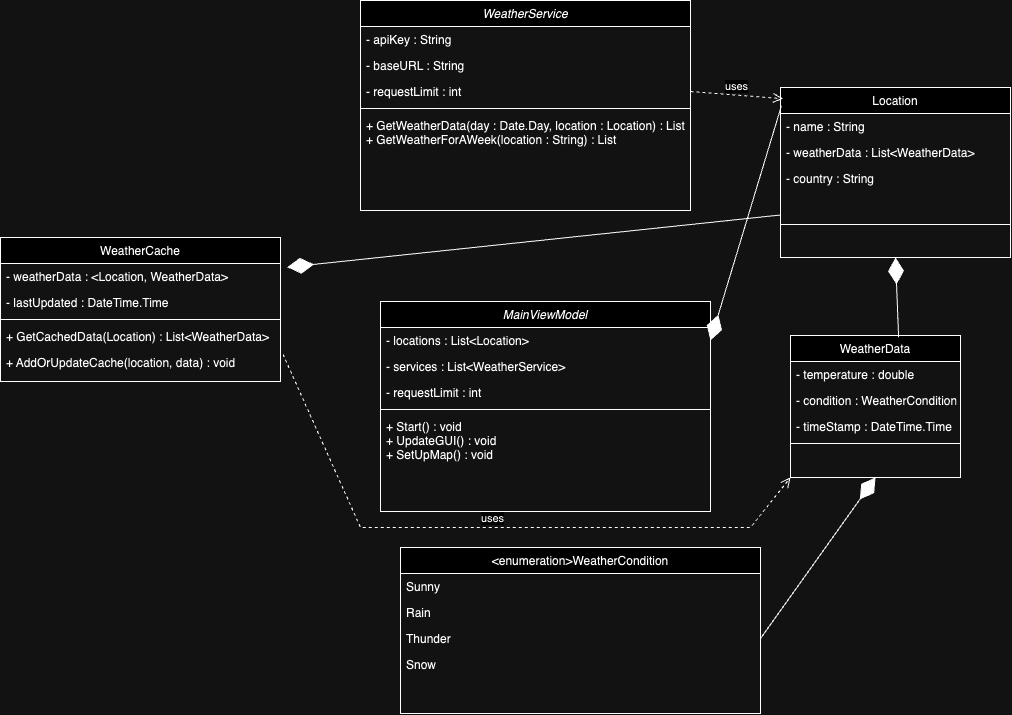 WeatherService
- apiKey : String
- baseURL : String
- requestLimit : int
+ GetWeatherData(day : Date.Day, location : Location) : List
+ GetWeatherForAWeek(location : String) : List
uses
Location
- name : String
- weatherData : List<WeatherData>
- country : String
WeatherCache
- weatherData : <Location, WeatherData>
- lastUpdated : DateTime.Time
+ GetCachedData(Location) : List<WeatherData>
+ AddOrUpdateCache(location, data) : void
MainViewModel
- locations : List<Location>
- services : List<WeatherService>
- requestLimit : int
+ Start() : void
+ UpdateGUI() : void
+ SetUpMap() : void
WeatherData
- temperature : double
- condition : WeatherCondition
- timeStamp : DateTime.Time
uses
<enumeration>WeatherCondition
Sunny
Rain
Thunder
Snow